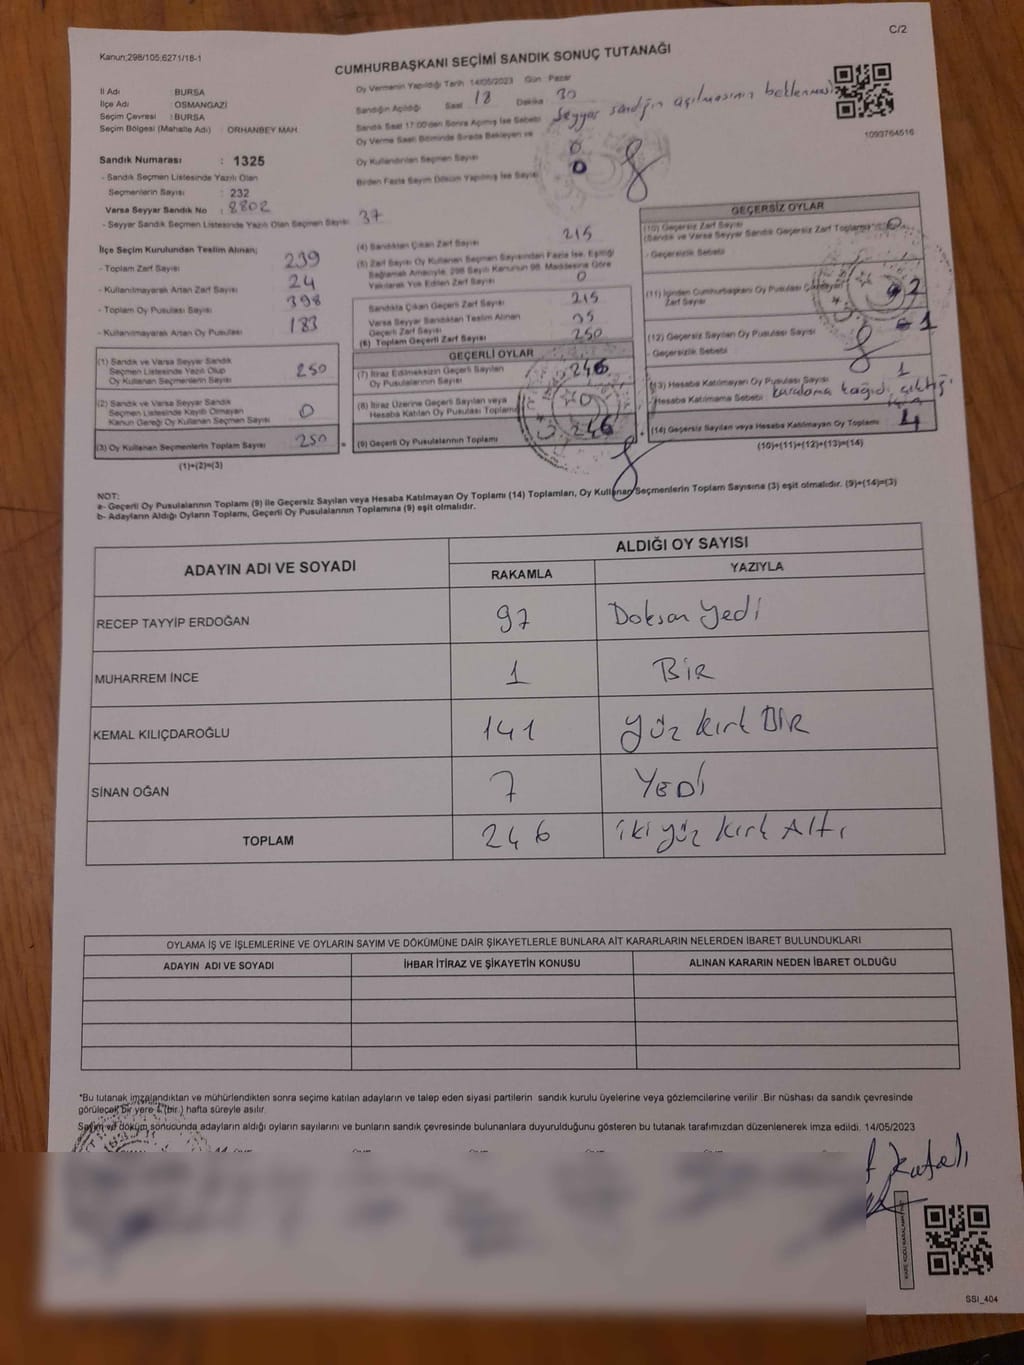 C/2
Kanun;298/105,6271/18-1
CUMHURBAŞKANI SEÇİMİ SANDIK SONUÇ TUTANAĞI
İl Adı : BURSA
İlçe Adı : OSMANGAZİ
Seçim Çevresi : BURSA
Seçim Bölgesi (Mahalle Adı) : ORHANBEY MAH.
Sandık Numarası : 1325
- Sandık Seçmen Listesinde Yazılı Olan
Seçmenlerin Sayısı : 232
Varsa Seyyar Sandık No : 8802
- Seyyar Sandık Seçmen Listesinde Yazılı Olan Seçmen Sayısı: 37
Oy Vermenin Yapıldığı Tarih 14/05/2023 Gün : Pazar
Sandığın Açıldığı Saat 18 Dakika 30
Sandık Saat 17:00'den Sonra Açımış İse Sebebi Seyyar sandığın açılmasının beklenmesi
Oy Verme Saati Bitiminde Sırada Bekleyen ve
Oy Kullandırılan Seçmen Sayısı 0
Birden Fazla Sayım Döküm Yapılmış İse Sayısı 0
1093764516
İlçe Seçim Kurulundan Teslim Alınan;
- Toplam Zarf Sayısı 239
- Kullanılmayarak Artan Zarf Sayısı 24
- Toplam Oy Pusulası Sayısı 398
- Kullanılmayarak Artan Oy Pusulası 183
(1) Sandık ve Varsa Seyyar Sandık
Seçmen Listesinde Yazılı Olup
Oy Kullanan Seçmenlerin Sayısı 250
(2) Sandık ve Varsa Seyyar Sandık
Seçmen Listesinde Kayıtlı Olmayan
Kanun Gereği Oy Kullanan Seçmen Sayısı 0
(3) Oy Kullanan Seçmenlerin Toplam Sayısı 250
(1)+(2)=(3)
(4) Sandıktan Çıkan Zarf Sayısı 215
(5) Zarf Sayısı Oy Kullanan Seçmen Sayısından Fazla İse, Eşitliği
Sağlamak Amacıyla, 298 Sayılı Kanunun 98. Maddesine Göre
Yakılarak Yok Edilen Zarf Sayısı 0
Sandıkta Çıkan Geçerli Zarf Sayısı 215
Varsa Seyyar Sandıktan Teslim Alınan
Geçerli Zarf Sayısı 35
(6) Toplam Geçerli Zarf Sayısı 250
GEÇERLİ OYLAR
(7) İtiraz Edilmeksizin Geçerli Sayılan
Oy Pusulalarının Sayısı 246
(8) İtiraz Üzerine Geçerli Sayılan veya
Hesaba Katılan Oy Pusulaları Toplamı
(9) Geçerli Oy Pusulalarının Toplamı 246
GEÇERSİZ OYLAR
(10) Geçersiz Zarf Sayısı
(Sandık ve Varsa Seyyar Sandık Geçersiz Zarf Toplamı) 0
- Geçersizlik Sebebi
(11) İçinden Cumhurbaşkanı Oy Pusulası Çıkmayan
Zarf Sayısı 2
(12) Geçersiz Sayılan Oy Pusulası Sayısı 1
- Geçersizlik Sebebi
(13) Hesaba Katılmayan Oy Pusulası Sayısı 1
Hesaba Katılmama Sebebi karalama kağıdı çıktığı
(14) Geçersiz Sayılan veya Hesaba Katılmayan Oy Toplamı 4
(10)+(11)+(12)+(13)=(14)
NOT:
a- Geçerli Oy Pusulalarının Toplamı (9) ile Geçersiz Sayılan veya Hesaba Katılmayan Oy Toplamı (14) Toplamları, Oy Kullanan Seçmenlerin Toplam Sayısına (3) eşit olmalıdır. (9)+(14)=(3)
b- Adayların Aldığı Oyların Toplamı, Geçerli Oy Pusulalarının Toplamına (9) eşit olmalıdır.
ADAYIN ADI VE SOYADI
ALDIĞI OY SAYISI
RAKAMLA YAZIYLA
RECEP TAYYİP ERDOĞAN 97 Doksan Yedi
MUHARREM İNCE 1 BİR
KEMAL KILIÇDAROĞLU 141 Yüz Kırk BİR
SİNAN OĞAN 7 YEDİ
TOPLAM 246 iki yüz Kırk Altı
OYLAMA İŞ VE İŞLEMLERİNE VE OYLARIN SAYIM VE DÖKÜMÜNE DAİR ŞİKAYETLERLE BUNLARA AİT KARARLARIN NELERDEN İBARET BULUNDUKLARI
ADAYIN ADI VE SOYADI İHBAR İTİRAZ VE ŞİKAYETİN KONUSU ALINAN KARARIN NEDEN İBARET OLDUĞU
*Bu tutanak imzalandıktan ve mühürlendikten sonra seçime katılan adayların ve talep eden siyasi partilerin sandık kurulu üyelerine veya gözlemcilerine verilir .Bir nüshası da sandık çevresinde
görülecek bir yere 1 (bir ) hafta süreyle asılır.
Sayım ve döküm sonucunda adayların aldığı oyların sayılarını ve bunların sandık çevresinde bulunanlara duyurulduğunu gösteren bu tutanak tarafımızdan düzenlenerek imza edildi. 14/05/2023
SSI_404